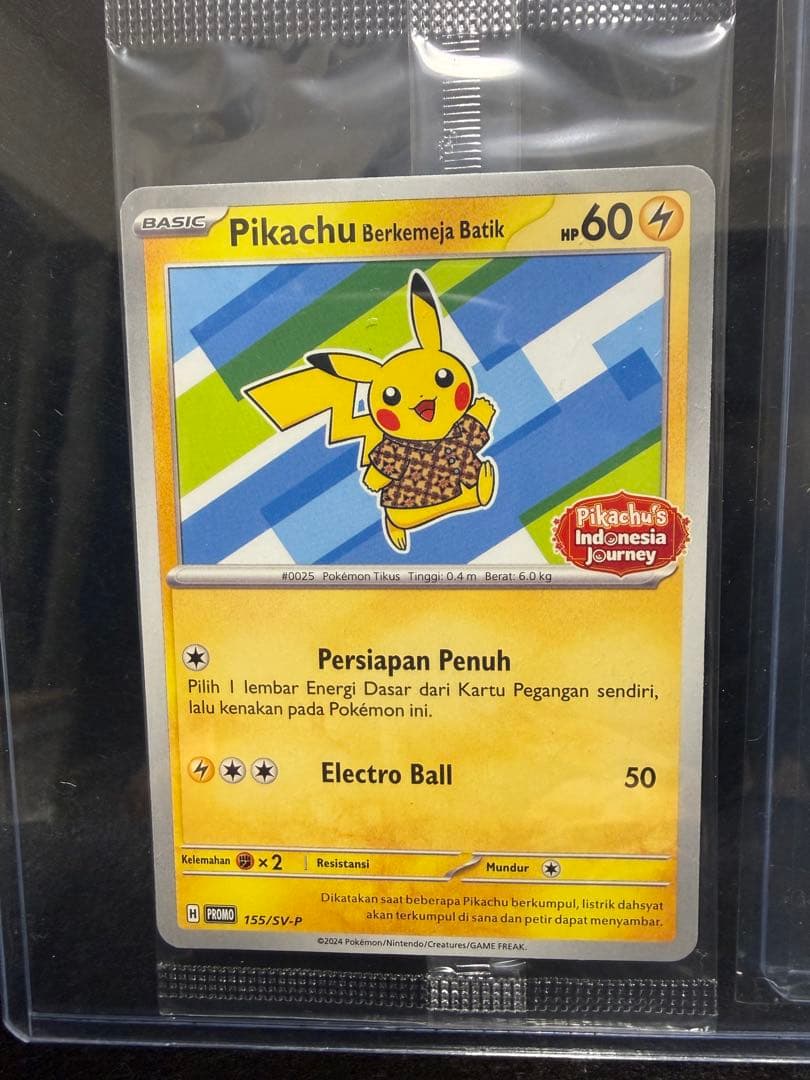 BASIC Pikachu Berkemeja Batik HP 60
Pikachu's
Indonesia
Journey
#0025 Pokémon Tikus Tinggi: 0.4 m Berat: 6.0 kg
Persiapan Penuh
Pilih 1 lembar Energi Dasar dari Kartu Pegangan sendiri,
lalu kenakan pada Pokémon ini.
Electro Ball 50
Kelemahan ×2 Resistansi Mundur
Dikatakan saat beberapa Pikachu berkumpul, listrik dahsyat
akan terkumpul di sana dan petir dapat menyambar.
H PROMO 155/SV-P
©2024 Pokémon/Nintendo/Creatures/GAME FREAK.